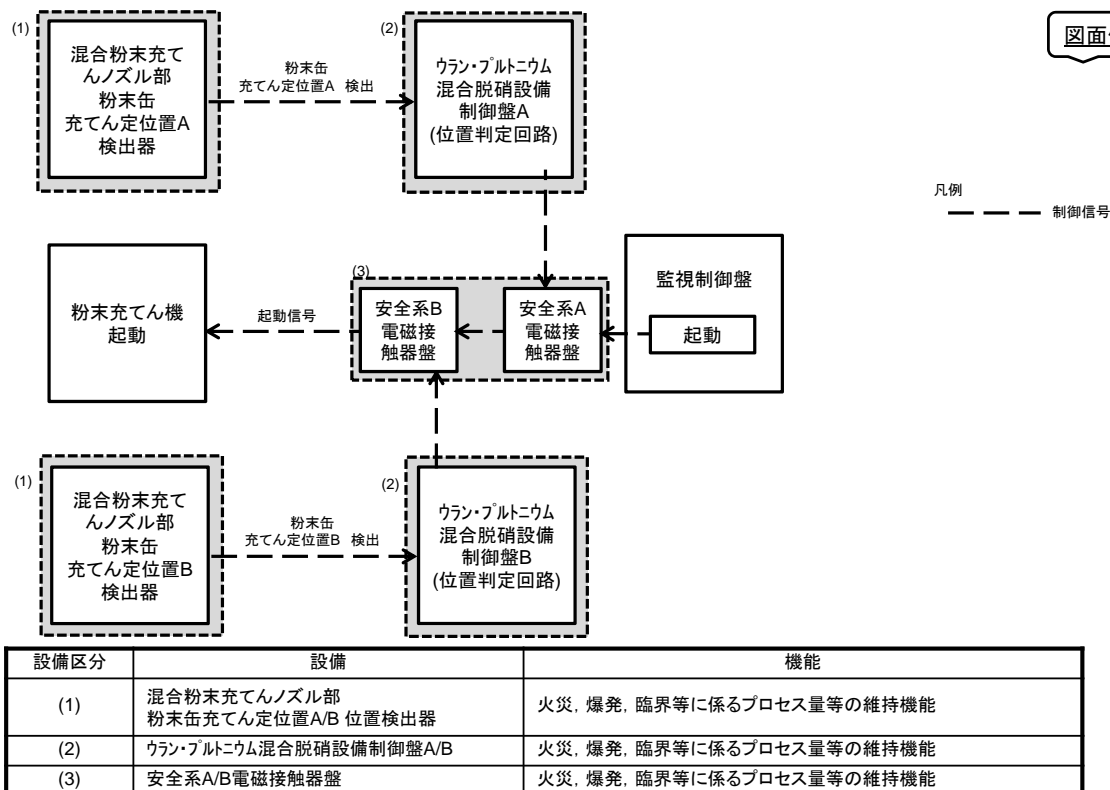 (1)
混合粉末充て
んノズル部
粉末缶
充てん定位置A
検出器
粉末缶
充てん定位置A 検出
(2)
ウラン・プルトニウム
混合脱硝設備
制御盤A
(位置判定回路)
図面
凡例
制御信号
粉末充てん機
起動
起動信号
(3)
安全系B
電磁接
触器盤
安全系A
電磁接
触器盤
監視制御盤
起動
(1)
混合粉末充て
んノズル部
粉末缶
充てん定位置B
検出器
粉末缶
充てん定位置B 検出
(2)
ウラン・プルトニウム
混合脱硝設備
制御盤B
(位置判定回路)
設備区分 設備 機能
(1) 混合粉末充てんノズル部
粉末缶充てん定位置A/B 位置検出器 火災, 爆発, 臨界等に係るプロセス量等の維持機能
(2) ウラン・プルトニウム混合脱硝設備制御盤A/B 火災, 爆発, 臨界等に係るプロセス量等の維持機能
(3) 安全系A/B電磁接触器盤 火災, 爆発, 臨界等に係るプロセス量等の維持機能